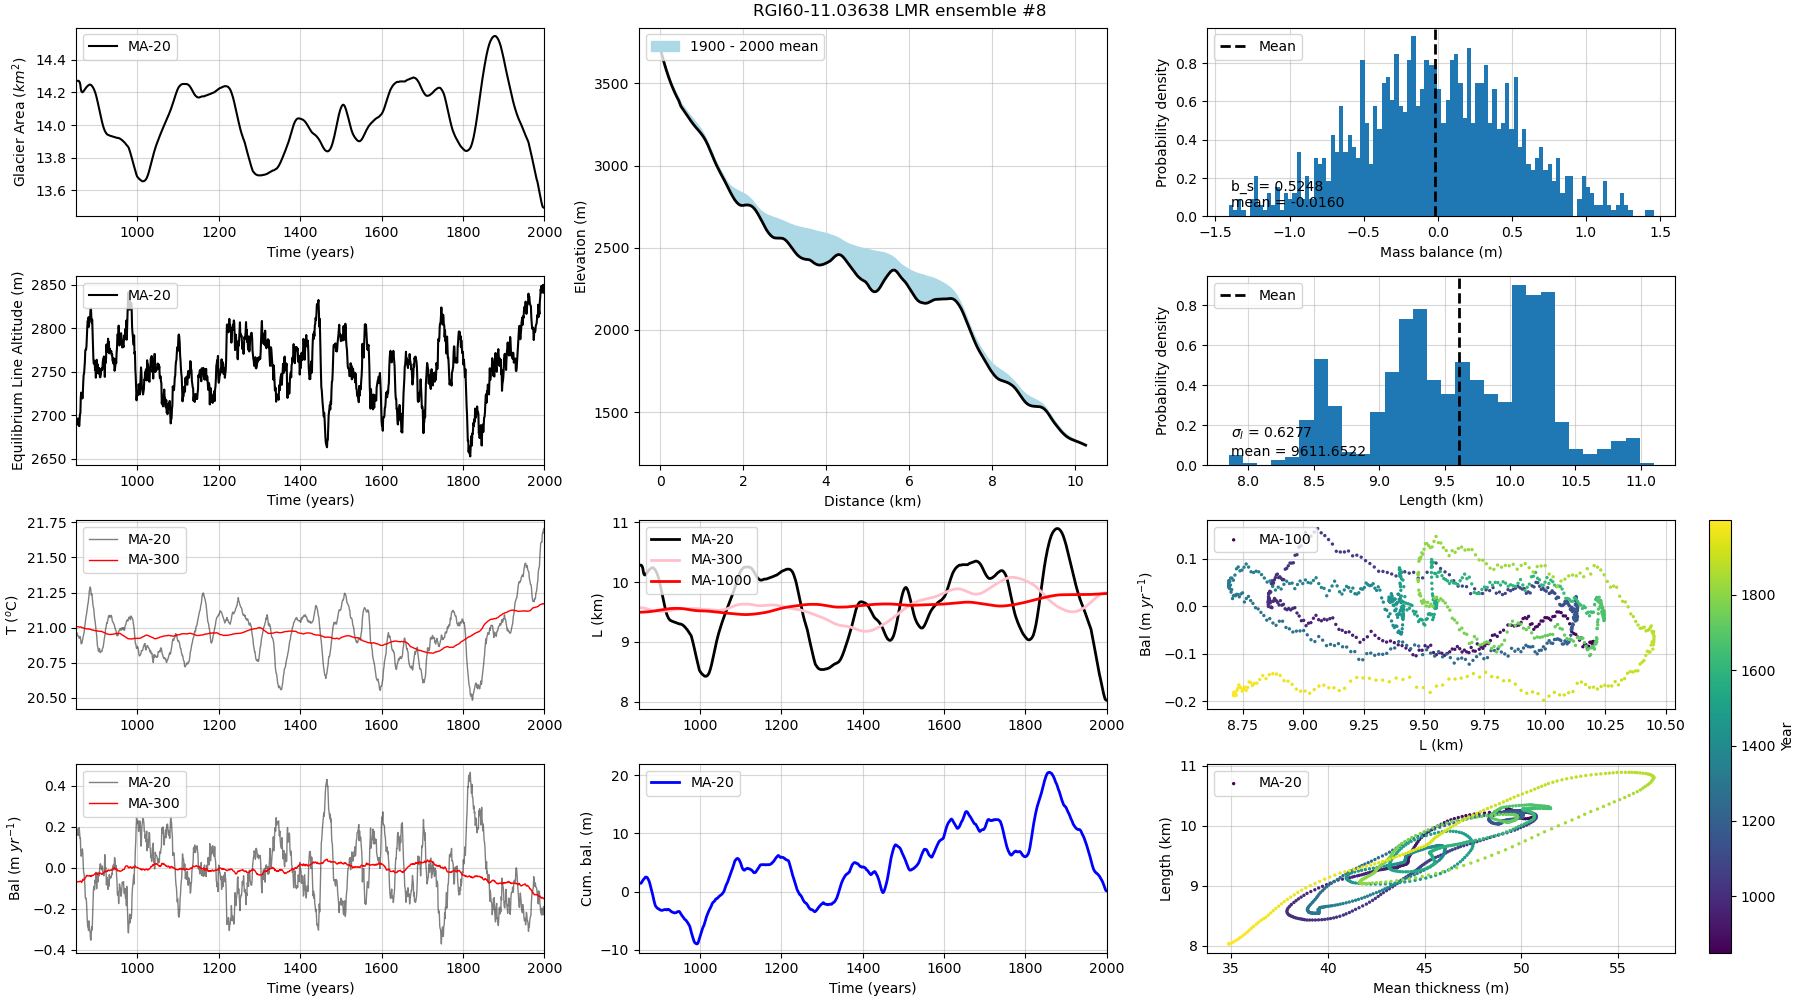 RGI60-11.03638 LMR ensemble #8
Glacier Area (km²)
MA-20
14.4
14.2
14.0
13.8
13.6
1000 1200 1400 1600 1800 2000
Time (years)
Equilibrium Line Altitude (m)
MA-20
2850
2800
2750
2700
2650
1000 1200 1400 1600 1800 2000
Time (years)
T (°C)
MA-20
MA-300
21.75
21.50
21.25
21.00
20.75
20.50
1000 1200 1400 1600 1800 2000
Bal (m yr⁻¹)
MA-20
MA-300
0.4
0.2
0.0
−0.2
−0.4
1000 1200 1400 1600 1800 2000
Time (years)
Elevation (m)
1900 - 2000 mean
3500
3000
2500
2000
1500
0 2 4 6 8 10
Distance (km)
L (km)
MA-20
MA-300
MA-1000
11
10
9
8
1000 1200 1400 1600 1800 2000
Cum. bal. (m)
MA-20
20
10
0
−10
1000 1200 1400 1600 1800 2000
Time (years)
Probability density
Mean
0.8
0.6
0.4
0.2
0.0
b_s = 0.5248
mean = -0.0160
−1.5 −1.0 −0.5 0.0 0.5 1.0 1.5
Mass balance (m)
Probability density
Mean
0.8
0.6
0.4
0.2
0.0
σₗ = 0.6277
mean = 9611.6522
8.0 8.5 9.0 9.5 10.0 10.5 11.0
Length (km)
Bal (m yr⁻¹)
MA-100
0.1
0.0
−0.1
−0.2
8.75 9.00 9.25 9.50 9.75 10.00 10.25 10.50
L (km)
Length (km)
MA-20
11
10
9
8
35 40 45 50 55
Mean thickness (m)
1800
1600
1400
1200
1000
Year